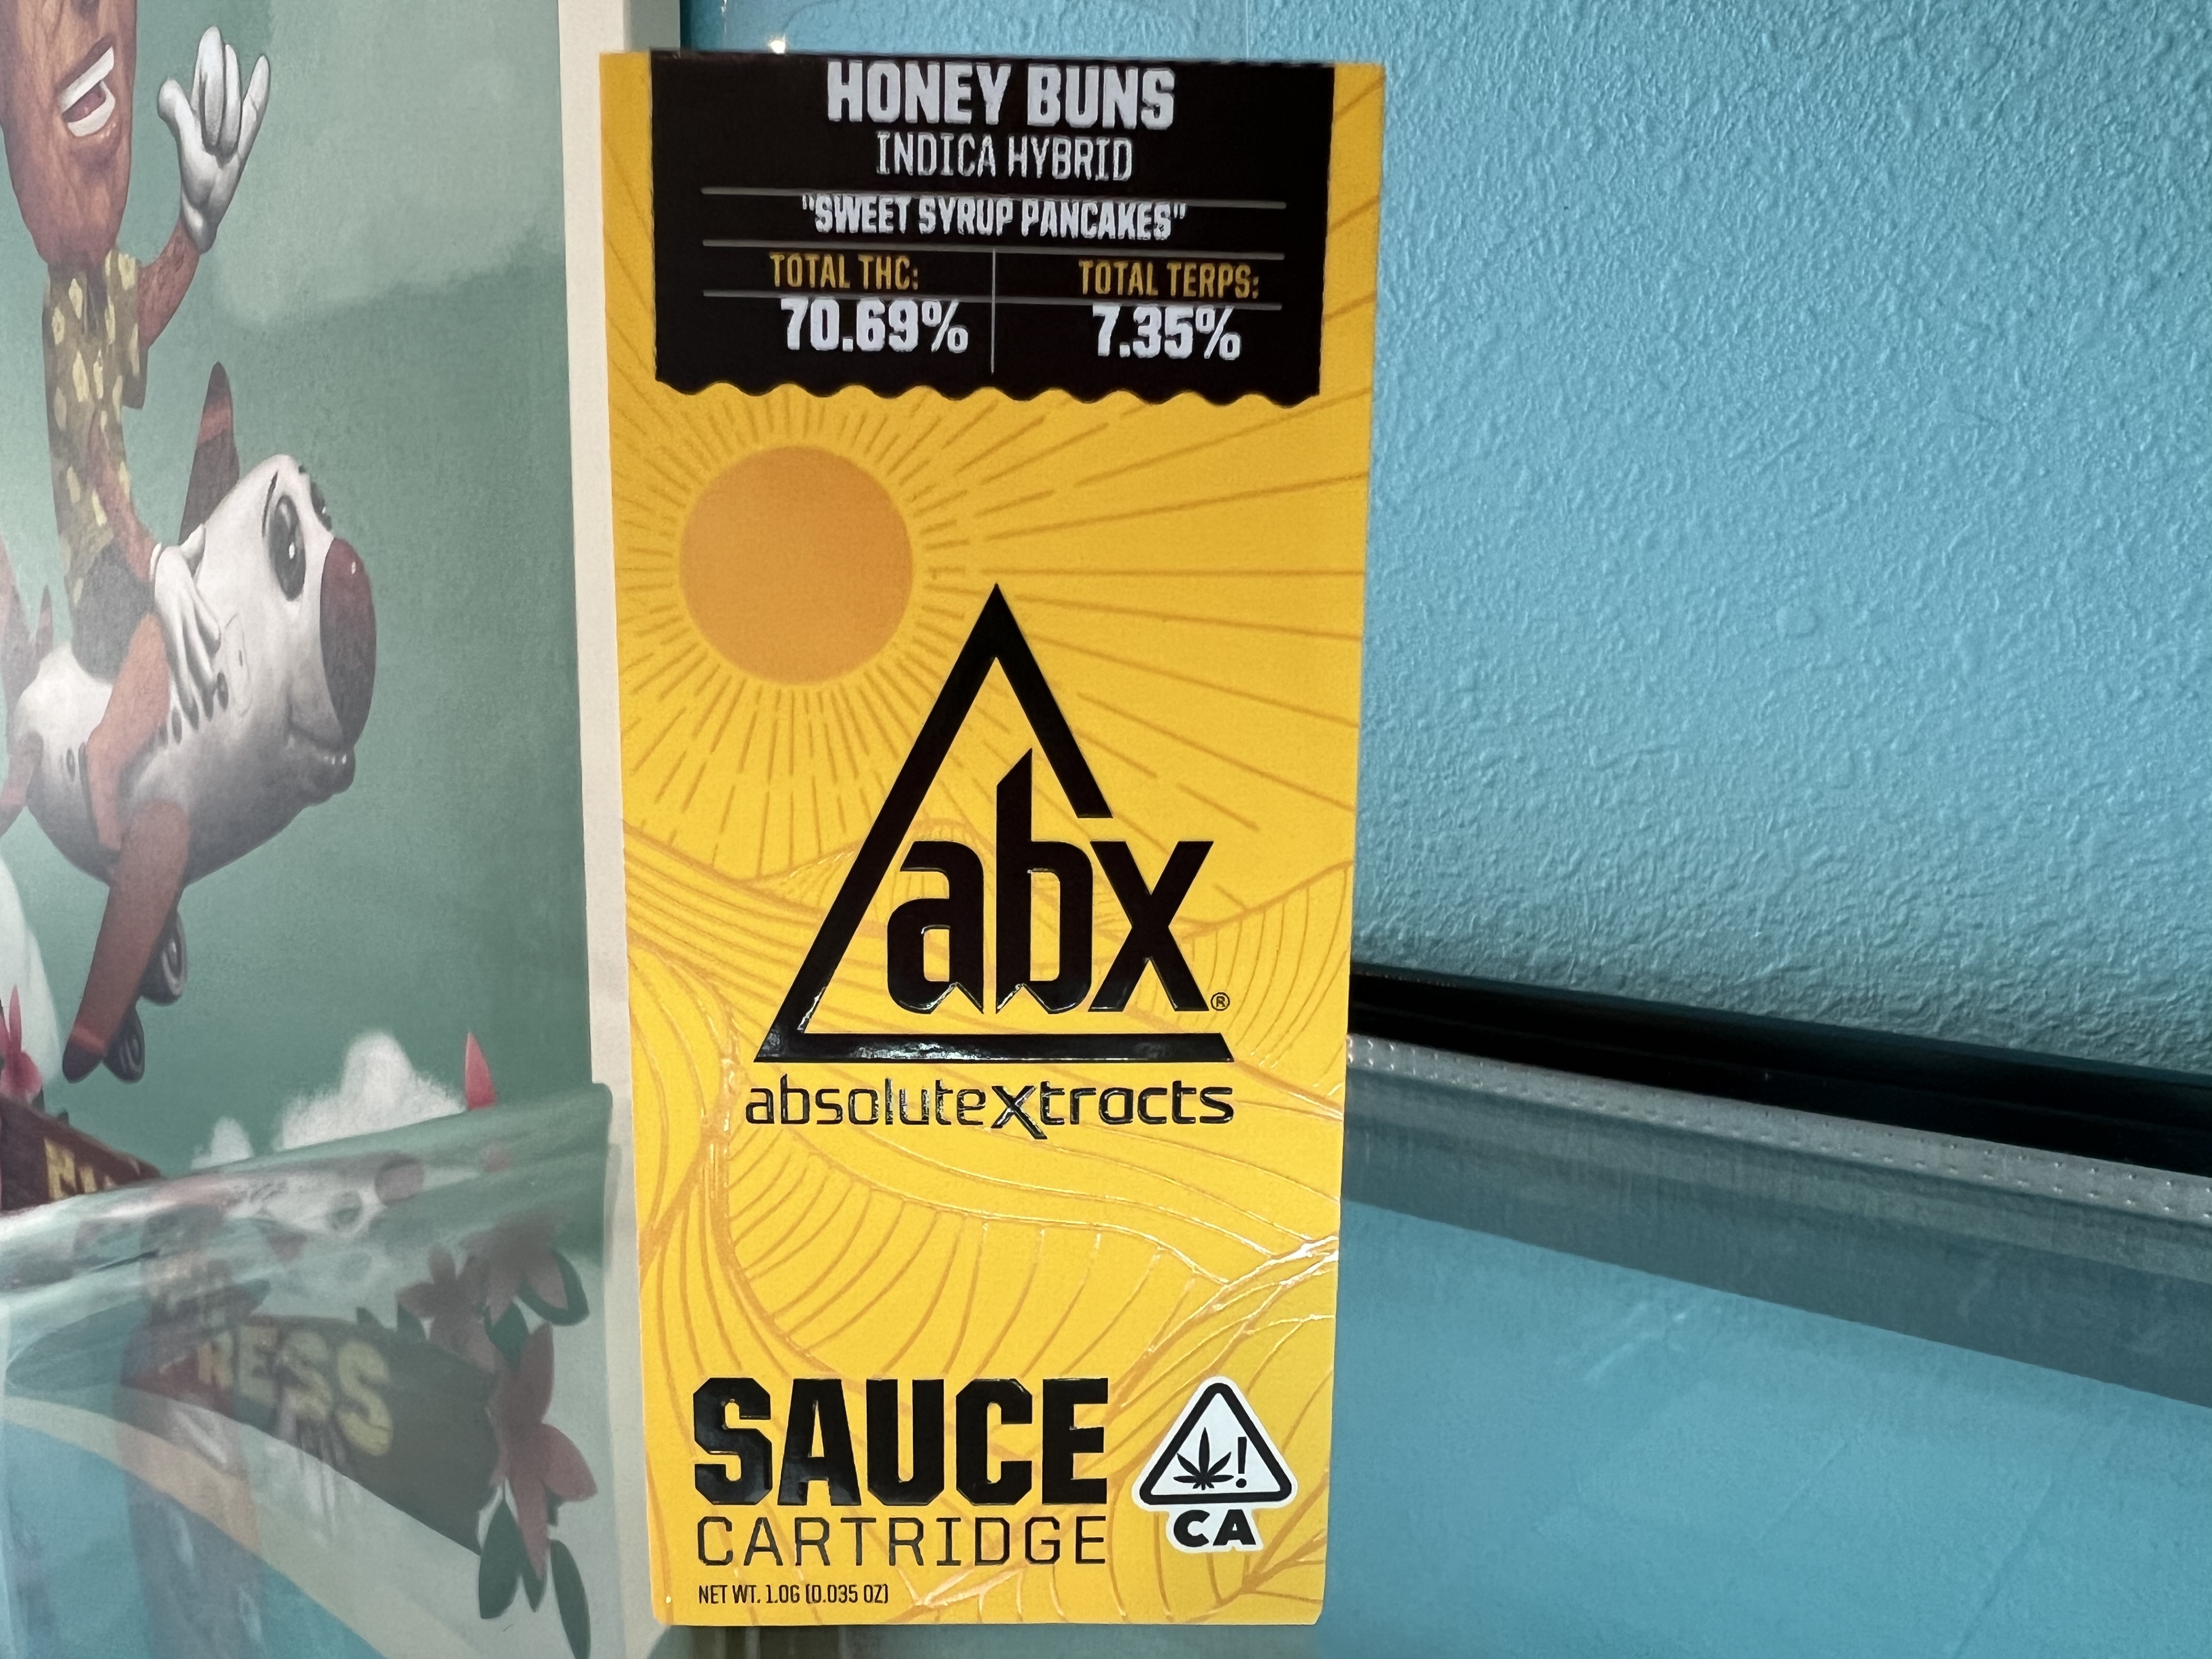 HONEY BUNS
INDICA HYBRID
"SWEET SYRUP PANCAKES"
TOTAL THC: TOTAL TERPS:
70.69% 7.35%
abx®
absoluteXtracts
SAUCE
CARTRIDGE
CA
NET WT. 1.0G (0.035 OZ)
RESS